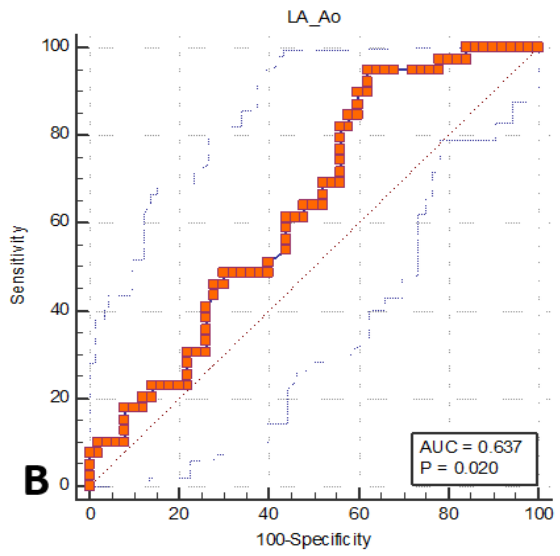 LA_Ao
100
80
60
40
20
0
Sensitivity
AUC = 0.637
P = 0.020
B
0 20 40 60 80 100
100-Specificity